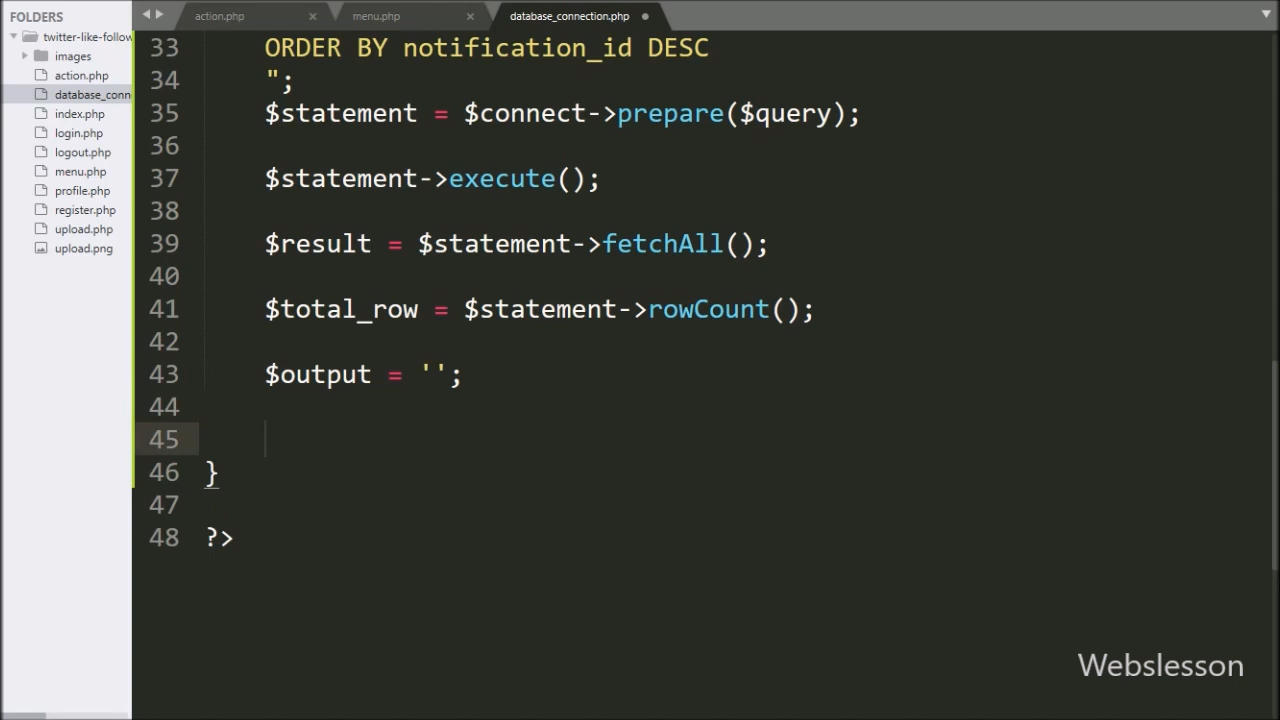 FOLDERS
twitter-like-follow
images
action.php
database_conn
index.php
login.php
logout.php
menu.php
profile.php
register.php
upload.php
upload.png
action.php × menu.php × database_connection.php
33 ORDER BY notification_id DESC
34 ";
35 $statement = $connect->prepare($query);
36
37 $statement->execute();
38
39 $result = $statement->fetchAll();
40
41 $total_row = $statement->rowCount();
42
43 $output = '';
44
45
46 }
47
48 ?>
Webslesson